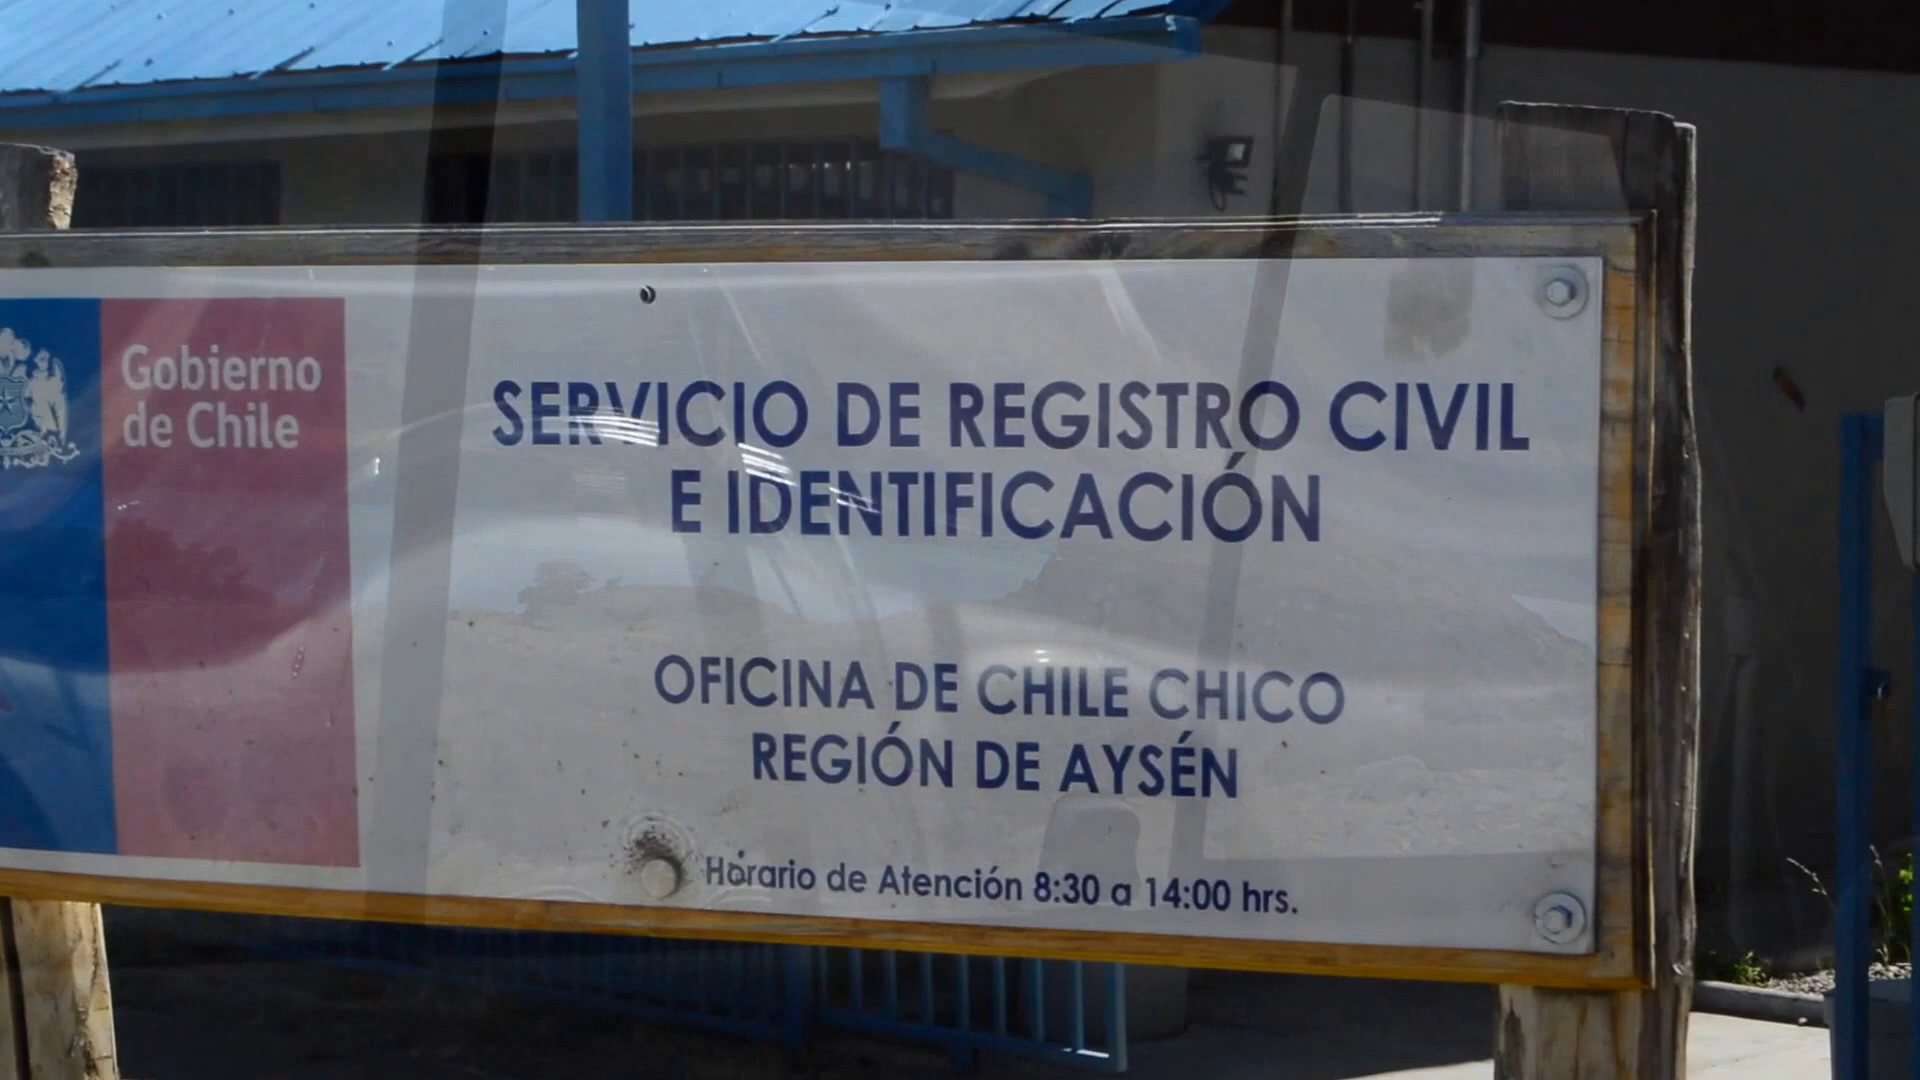 Gobierno
de Chile
SERVICIO DE REGISTRO CIVIL
E IDENTIFICACIÓN
OFICINA DE CHILE CHICO
REGIÓN DE AYSÉN
Horario de Atención 8:30 a 14:00 hrs.